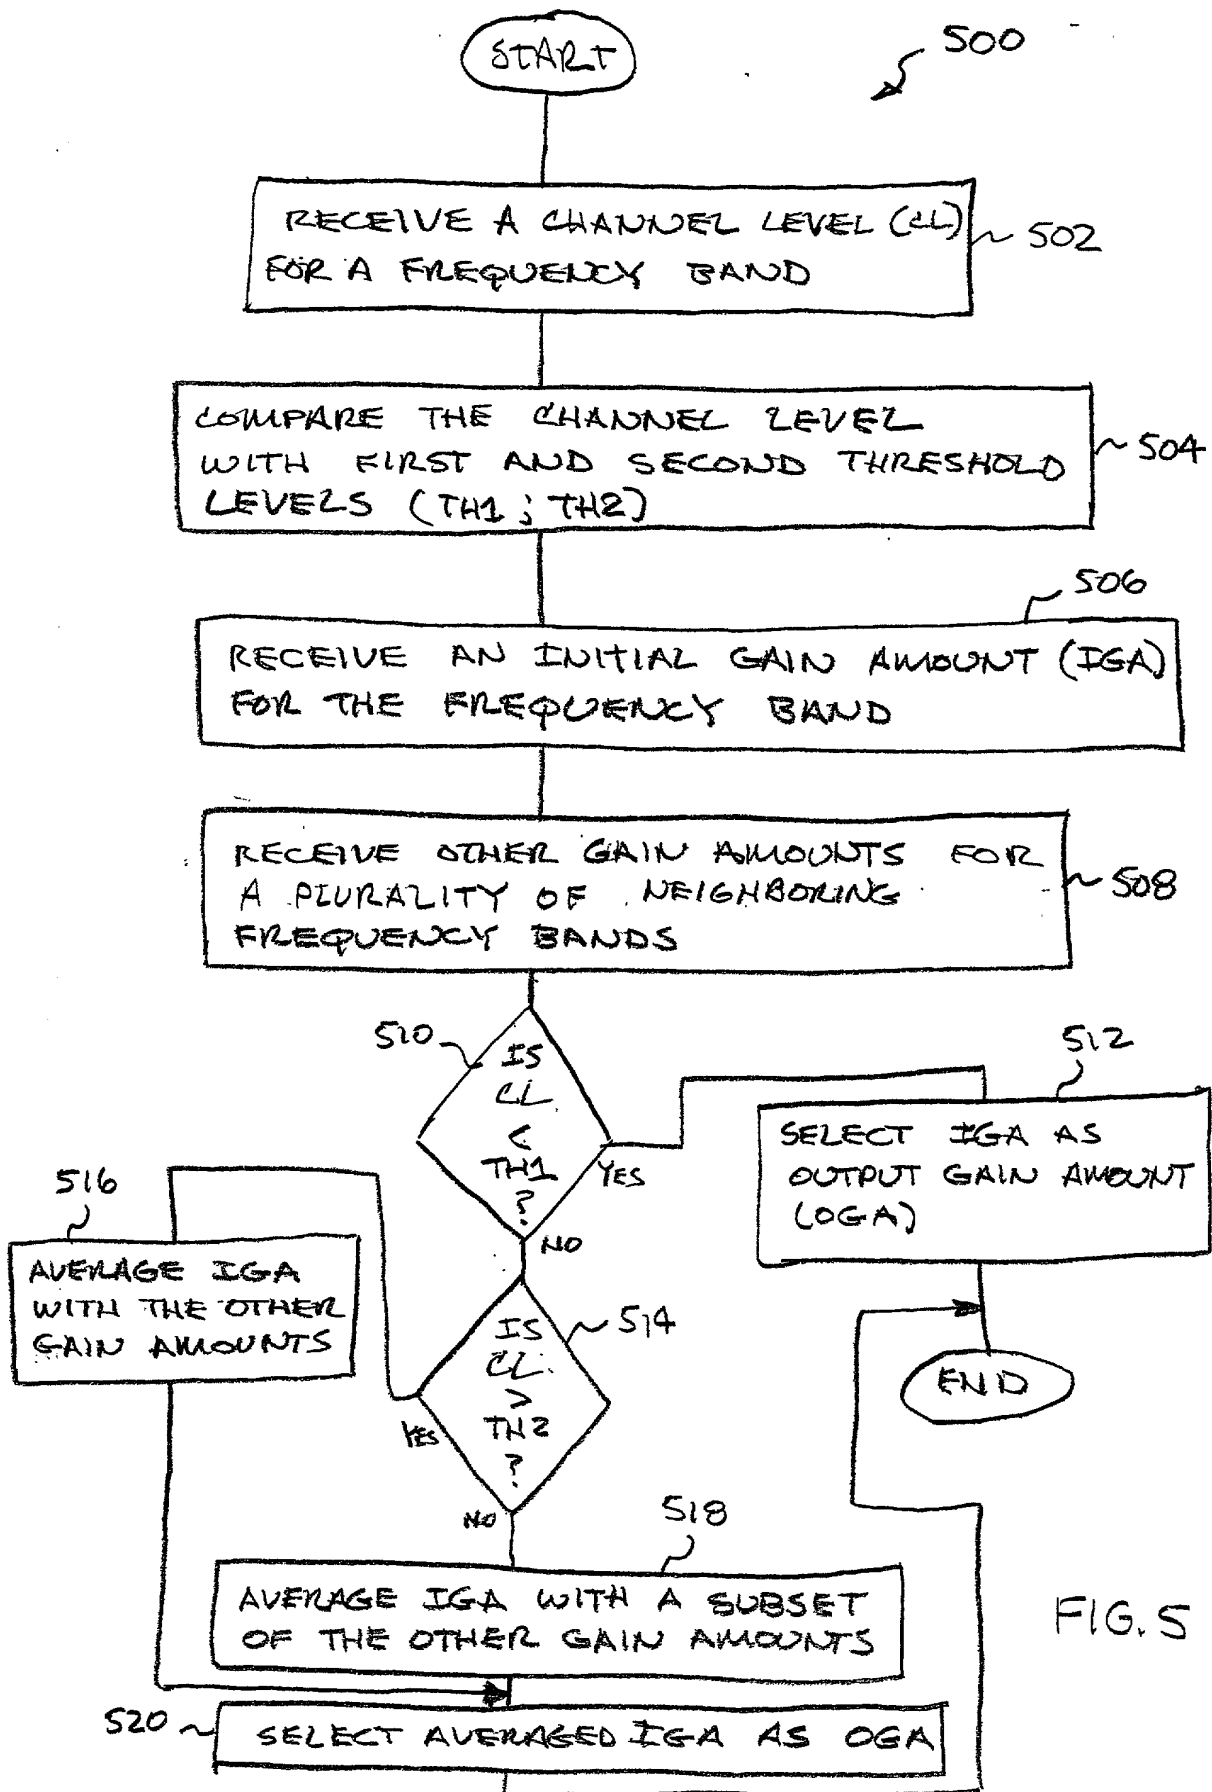 START
500
RECEIVE A CHANNEL LEVEL (CL)
FOR A FREQUENCY BAND
502
COMPARE THE CHANNEL LEVEL
WITH FIRST AND SECOND THRESHOLD
LEVELS (TH1; TH2)
504
506
RECEIVE AN INITIAL GAIN AMOUNT (IGA)
FOR THE FREQUENCY BAND
RECEIVE OTHER GAIN AMOUNTS FOR
A PLURALITY OF NEIGHBORING
FREQUENCY BANDS
508
510
IS
CL
<
TH1
?
YES
NO
512
SELECT IGA AS
OUTPUT GAIN AMOUNT
(OGA)
516
AVERAGE IGA
WITH THE OTHER
GAIN AMOUNTS
514
IS
CL
>
TH2
?
YES
NO
END
518
AVERAGE IGA WITH A SUBSET
OF THE OTHER GAIN AMOUNTS
FIG. 5
520
SELECT AVERAGED IGA AS OGA